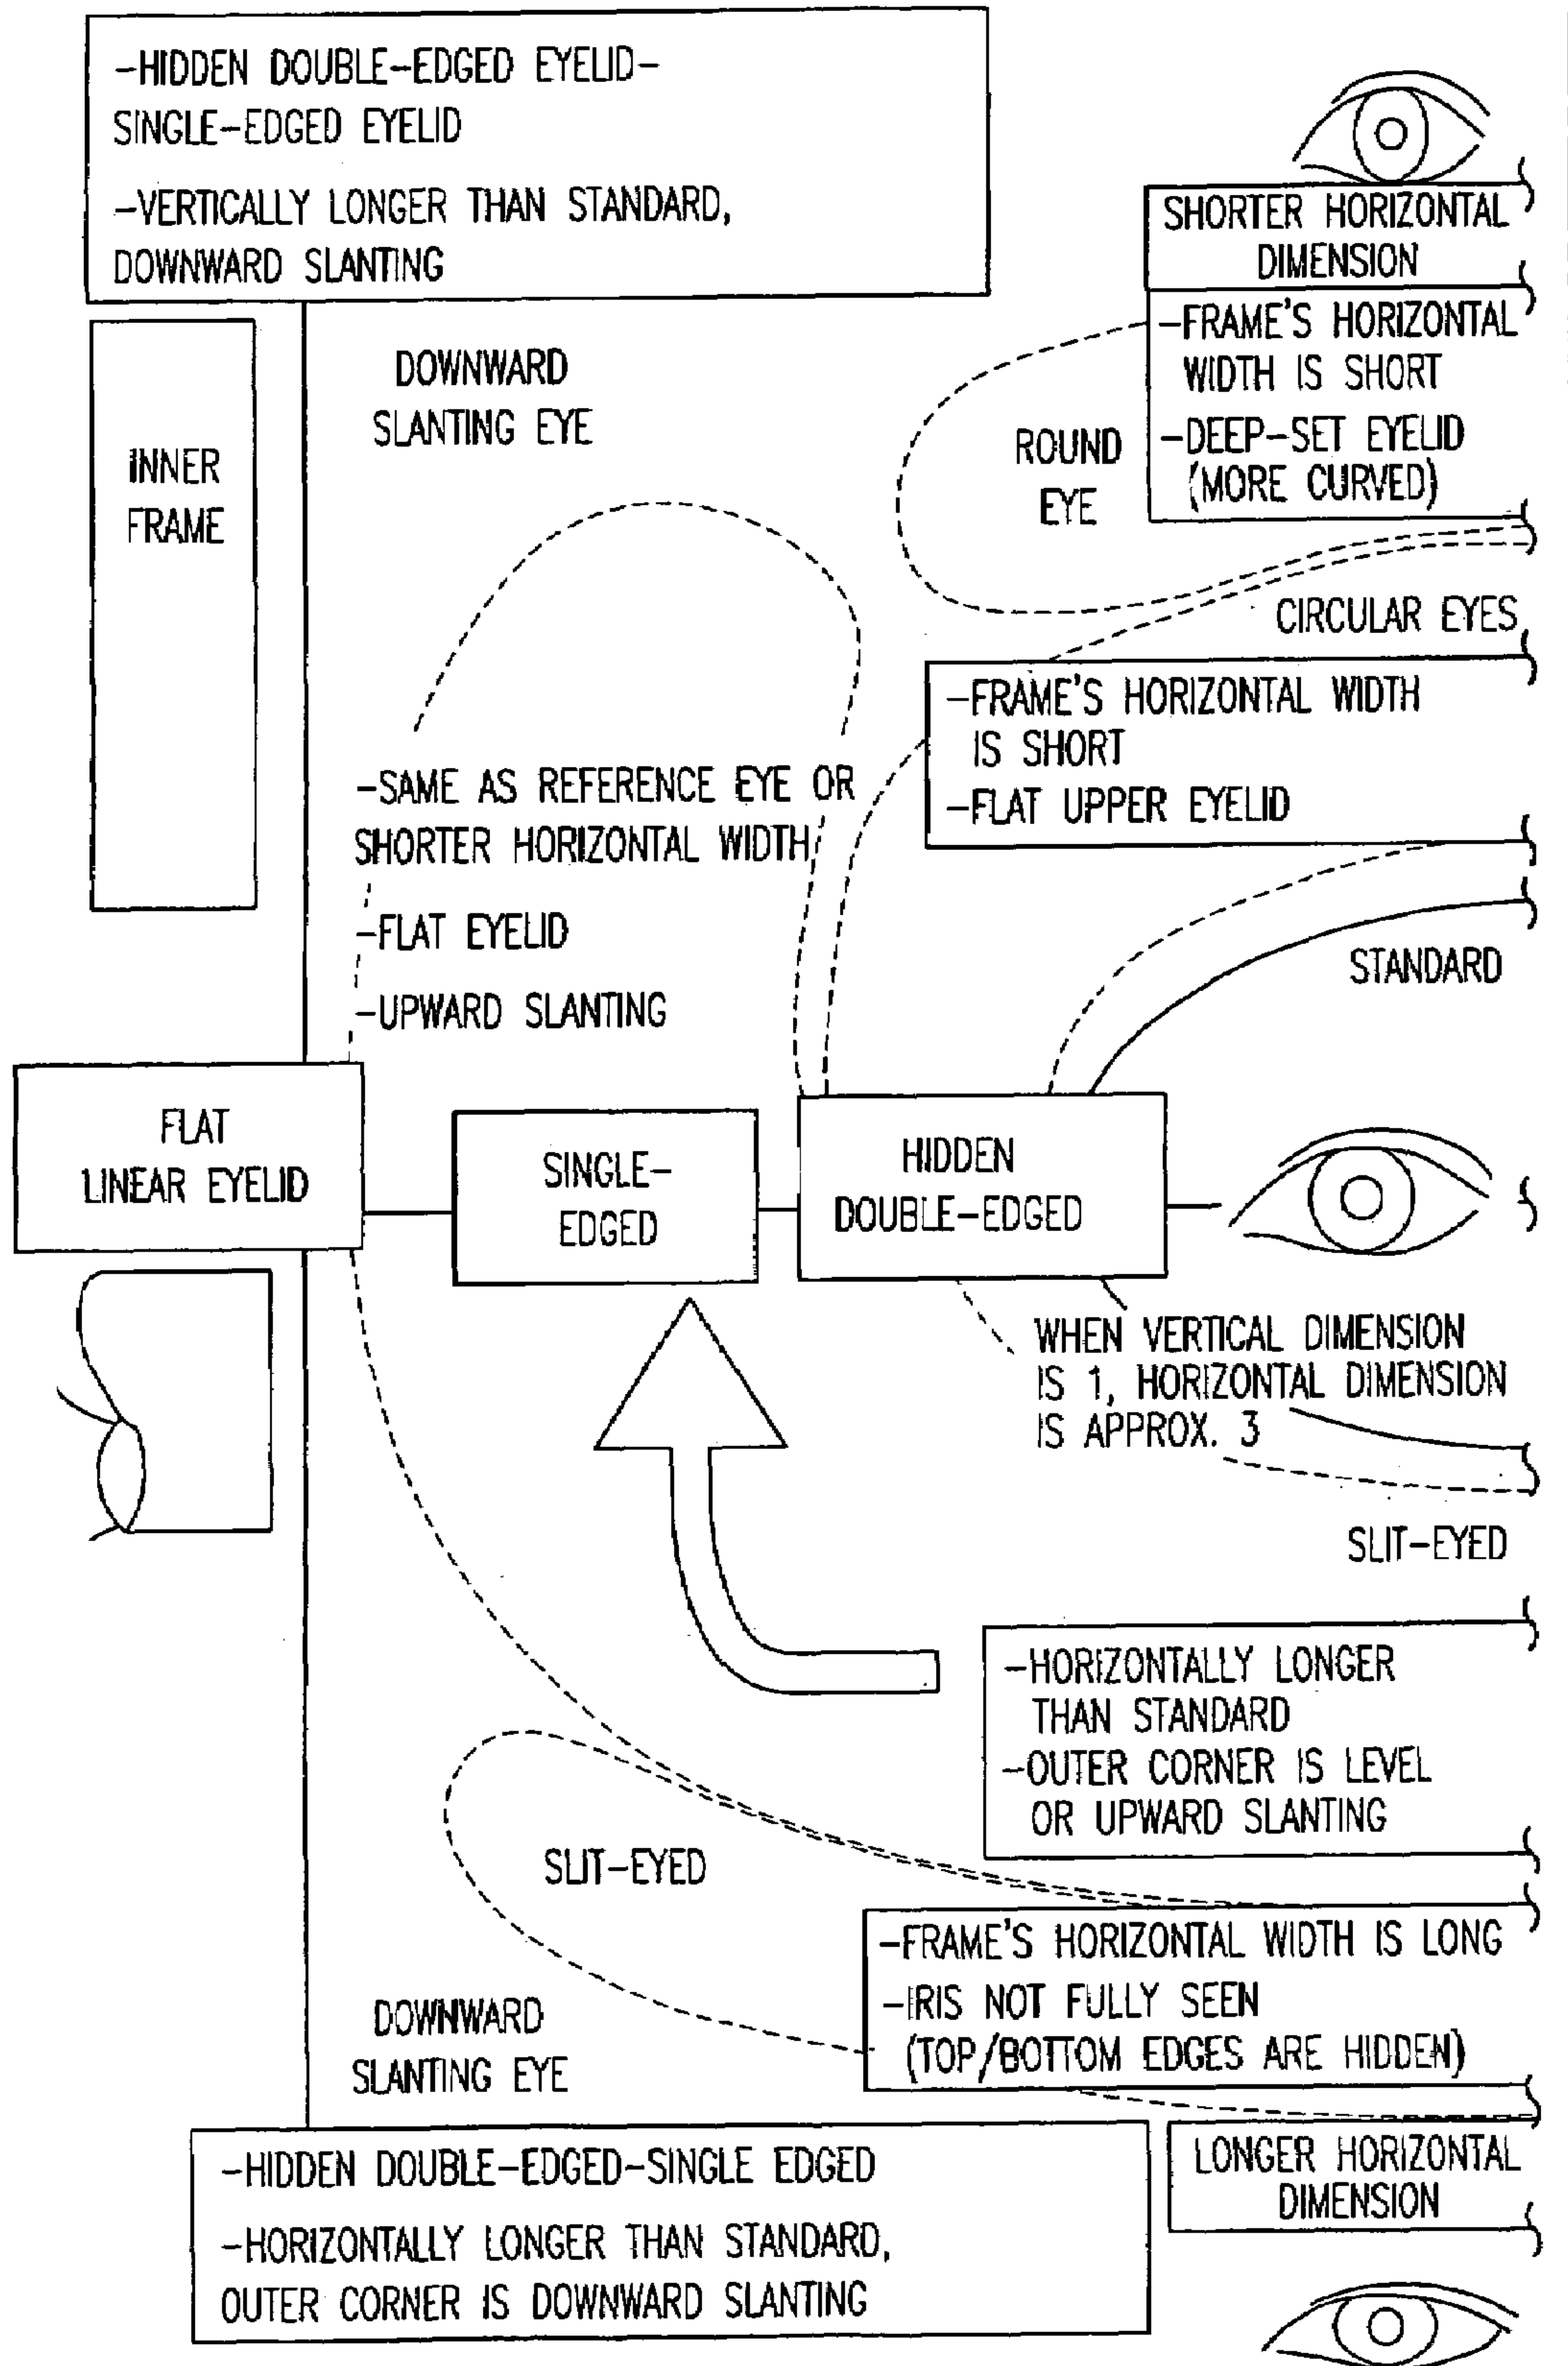 -HIDDEN DOUBLE-EDGED EYELID-
SINGLE-EDGED EYELID
-VERTICALLY LONGER THAN STANDARD,
DOWNWARD SLANTING
SHORTER HORIZONTAL
DIMENSION
-FRAME'S HORIZONTAL
WIDTH IS SHORT
-DEEP-SET EYELID
(MORE CURVED)
INNER
FRAME
DOWNWARD
SLANTING EYE
ROUND
EYE
CIRCULAR EYES
-FRAME'S HORIZONTAL WIDTH
IS SHORT
-FLAT UPPER EYELID
-SAME AS REFERENCE EYE OR
SHORTER HORIZONTAL WIDTH
-FLAT EYELID
-UPWARD SLANTING
STANDARD
FLAT
LINEAR EYELID
SINGLE-
EDGED
HIDDEN
DOUBLE-EDGED
WHEN VERTICAL DIMENSION
IS 1, HORIZONTAL DIMENSION
IS APPROX. 3
SLIT-EYED
-HORIZONTALLY LONGER
THAN STANDARD
-OUTER CORNER IS LEVEL
OR UPWARD SLANTING
SLIT-EYED
-FRAME'S HORIZONTAL WIDTH IS LONG
-IRIS NOT FULLY SEEN
(TOP/BOTTOM EDGES ARE HIDDEN)
DOWNWARD
SLANTING EYE
LONGER HORIZONTAL
DIMENSION
-HIDDEN DOUBLE-EDGED-SINGLE EDGED
-HORIZONTALLY LONGER THAN STANDARD,
OUTER CORNER IS DOWNWARD SLANTING